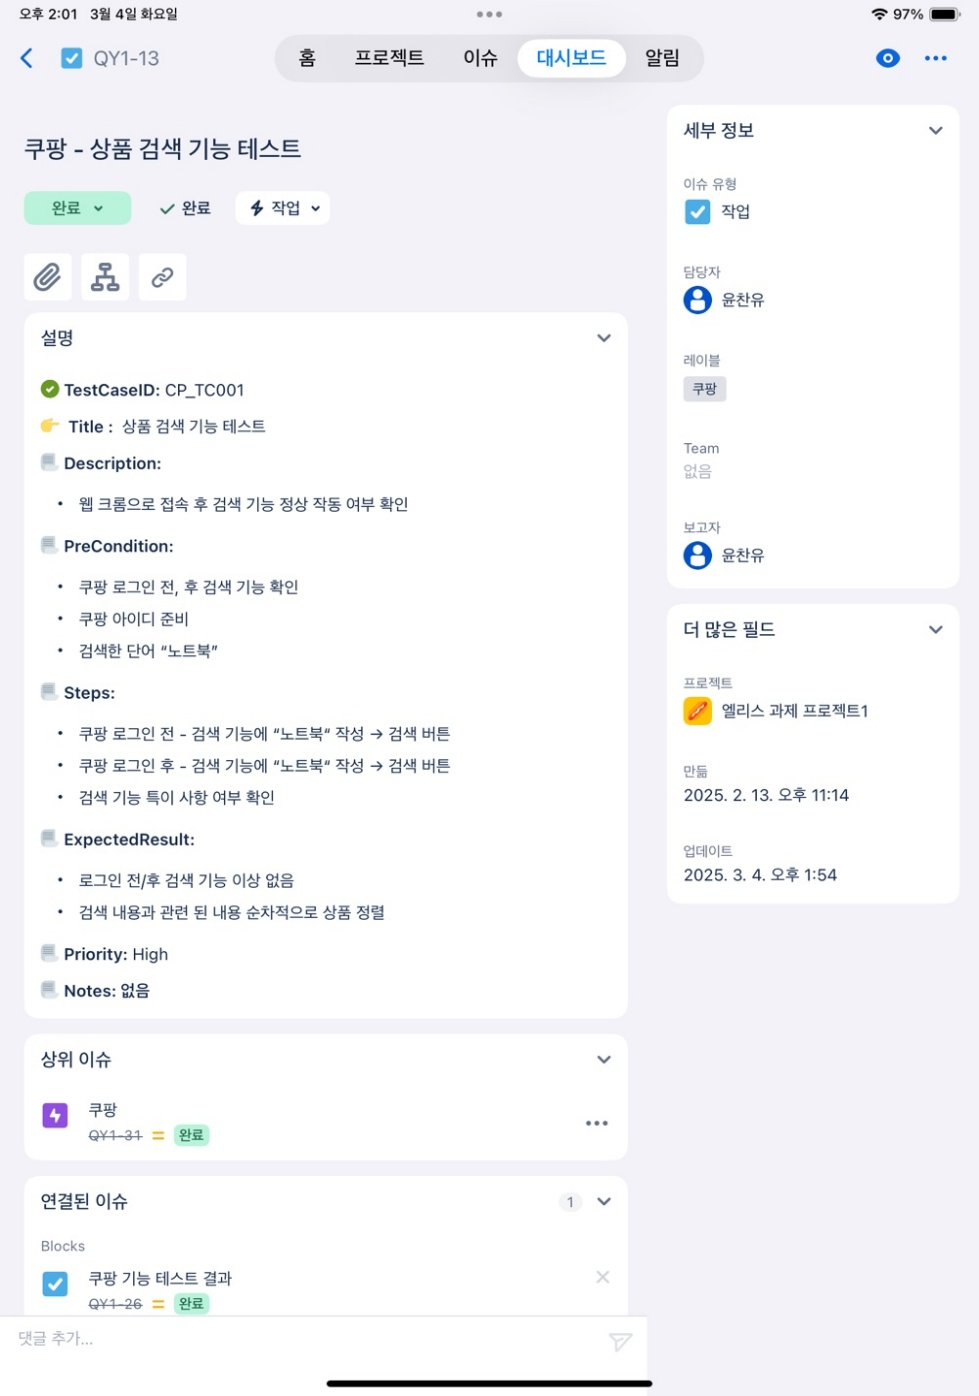 오후 2:01 3월 4일 화요일
97%
QY1-13
홈 프로젝트 이슈 대시보드 알림
쿠팡 - 상품 검색 기능 테스트
완료 완료 작업
설명
TestCaseID: CP_TC001
Title : 상품 검색 기능 테스트
Description:
• 웹 크롬으로 접속 후 검색 기능 정상 작동 여부 확인
PreCondition:
• 쿠팡 로그인 전, 후 검색 기능 확인
• 쿠팡 아이디 준비
• 검색한 단어 “노트북”
Steps:
• 쿠팡 로그인 전 - 검색 기능에 “노트북“ 작성 → 검색 버튼
• 쿠팡 로그인 후 - 검색 기능에 “노트북“ 작성 → 검색 버튼
• 검색 기능 특이 사항 여부 확인
ExpectedResult:
• 로그인 전/후 검색 기능 이상 없음
• 검색 내용과 관련 된 내용 순차적으로 상품 정렬
Priority: High
Notes: 없음
상위 이슈
쿠팡
QY1-31 완료
연결된 이슈 1
Blocks
쿠팡 기능 테스트 결과
QY1-26 완료
댓글 추가...
세부 정보
이슈 유형
작업
담당자
윤찬유
레이블
쿠팡
Team
없음
보고자
윤찬유
더 많은 필드
프로젝트
엘리스 과제 프로젝트1
만듦
2025. 2. 13. 오후 11:14
업데이트
2025. 3. 4. 오후 1:54